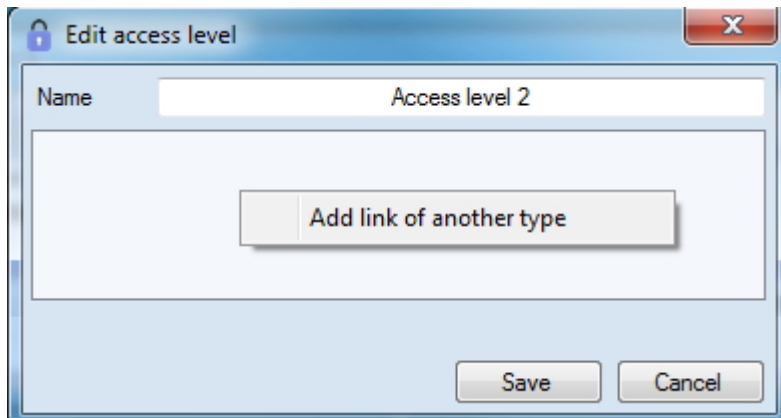 Edit access level
Name Access level 2
Add link of another type
Save Cancel